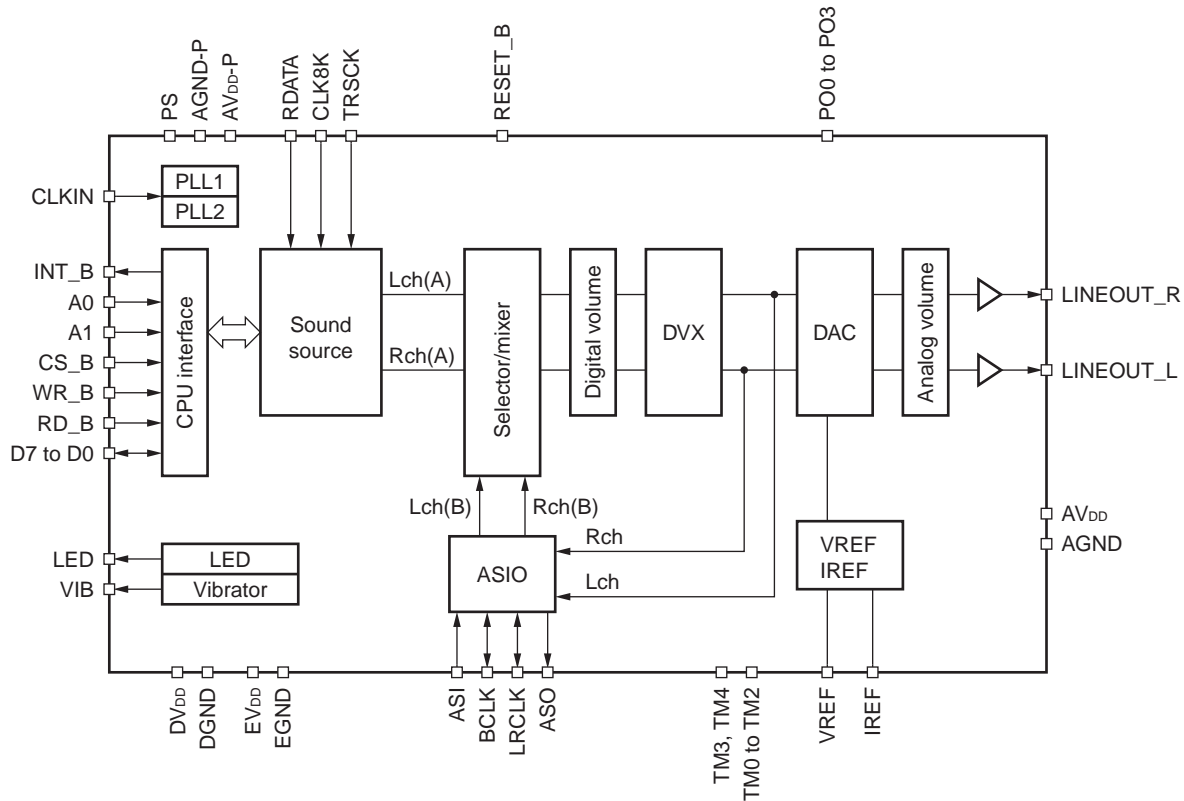 PS
AGND-P
AVDD-P
RDATA
CLK8K
TRSCK
RESET_B
PO0 to PO3
CLKIN
PLL1
PLL2
INT_B
A0
A1
CS_B
WR_B
RD_B
D7 to D0
CPU interface
Sound
source
Lch(A)
Rch(A)
Selector/mixer
Digital volume
DVX
DAC
Analog volume
LINEOUT_R
LINEOUT_L
Lch(B)
Rch(B)
Rch
Lch
ASIO
VREF
IREF
AVDD
AGND
LED
VIB
LED
Vibrator
DVDD
DGND
EVDD
EGND
ASI
BCLK
LRCLK
ASO
TM3, TM4
TM0 to TM2
VREF
IREF